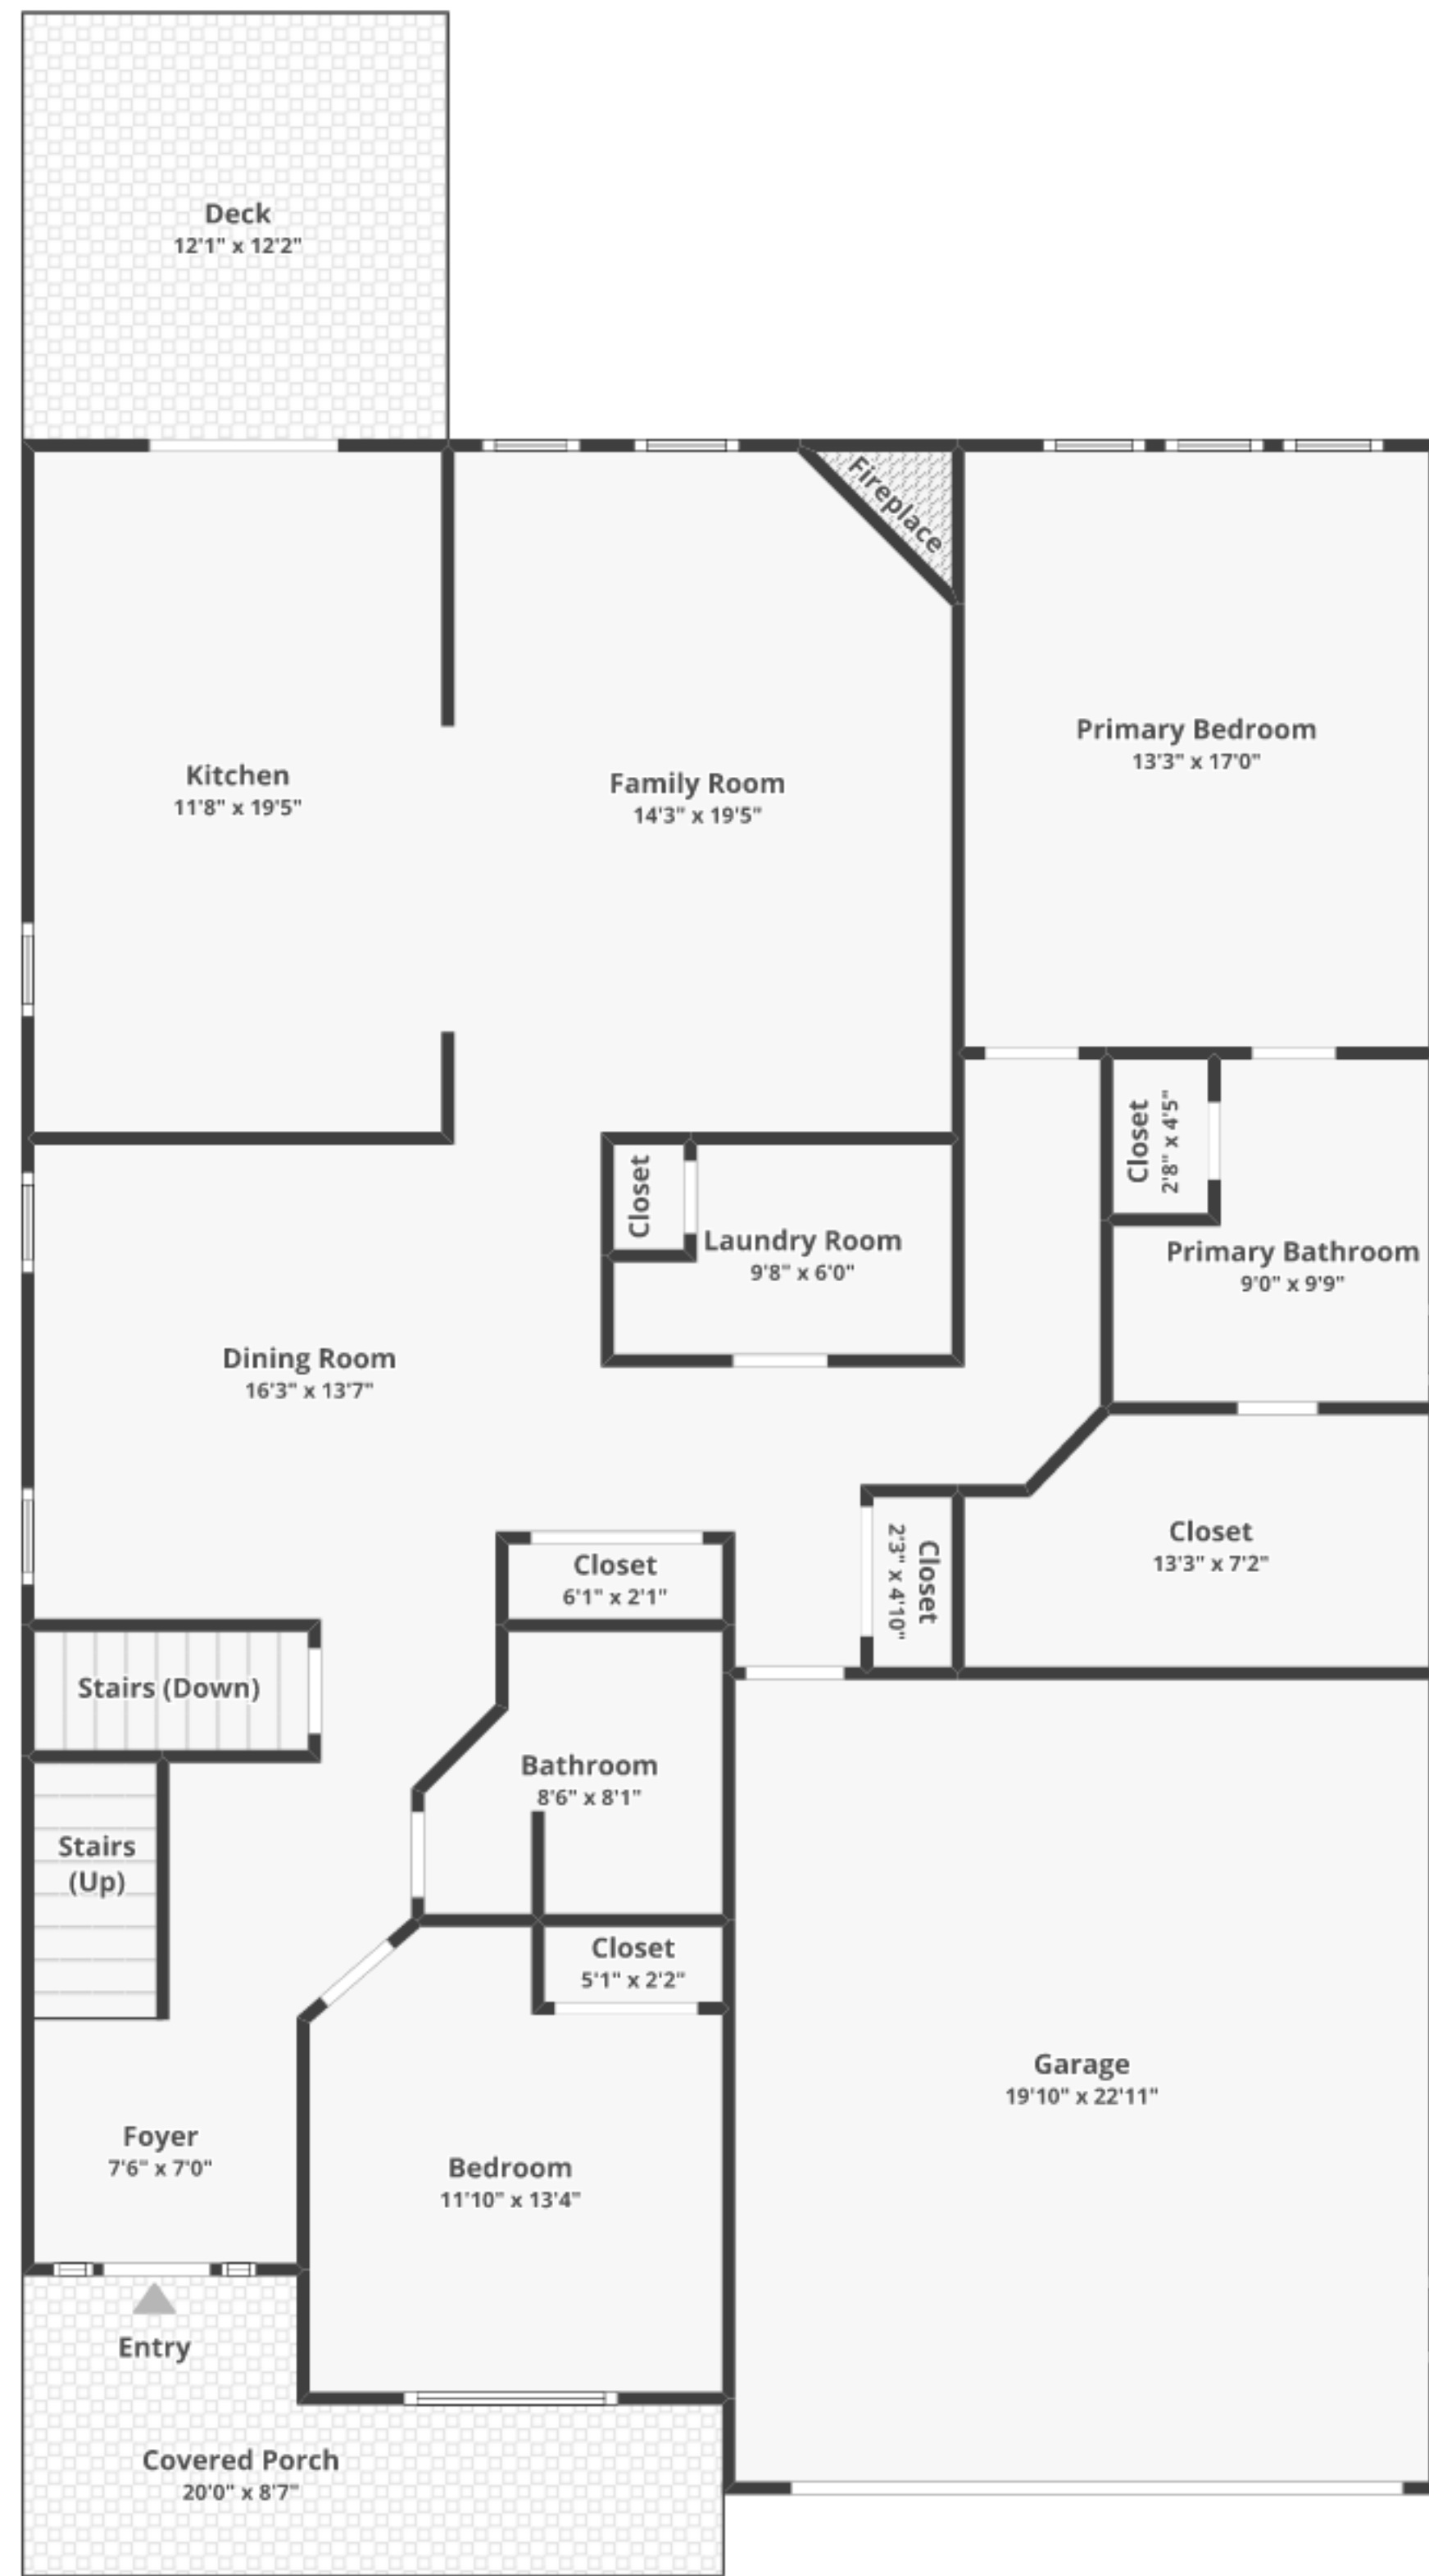 Deck
12'1" x 12'2"
Fireplace
Primary Bedroom
13'3" x 17'0"
Kitchen
11'8" x 19'5"
Family Room
14'3" x 19'5"
Closet
2'8" x 4'5"
Closet
Laundry Room
9'8" x 6'0"
Primary Bathroom
9'0" x 9'9"
Dining Room
16'3" x 13'7"
Closet
13'3" x 7'2"
Closet
2'3" x 4'10"
Closet
6'1" x 2'1"
Stairs (Down)
Bathroom
8'6" x 8'1"
Stairs
(Up)
Closet
5'1" x 2'2"
Garage
19'10" x 22'11"
Foyer
7'6" x 7'0"
Bedroom
11'10" x 13'4"
Entry
Covered Porch
20'0" x 8'7"